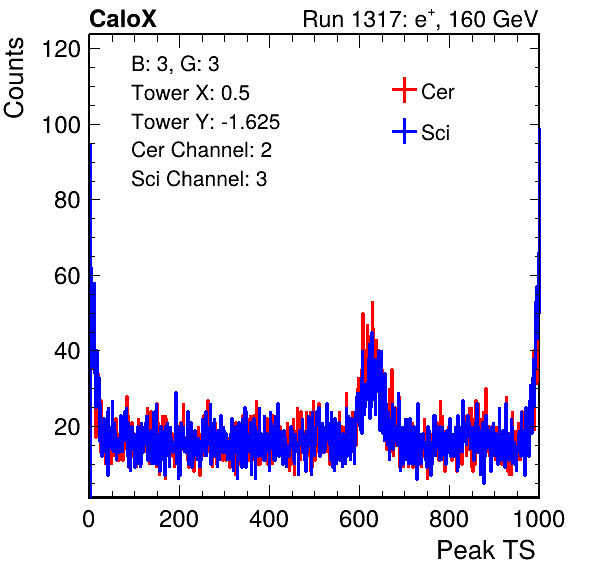 CaloX
Run 1317: e+, 160 GeV
Counts
B: 3, G: 3
Tower X: 0.5
Tower Y: -1.625
Cer Channel: 2
Sci Channel: 3
Cer
Sci
120
100
80
60
40
20
0 200 400 600 800 1000
Peak TS